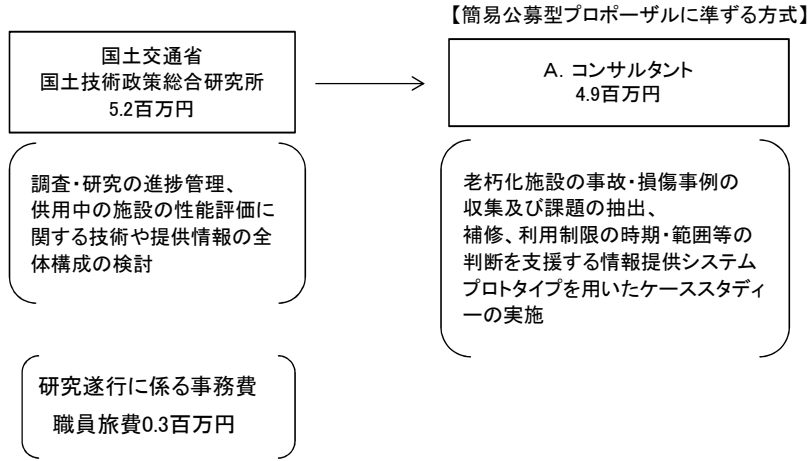 【簡易公募型プロポーザルに準ずる方式】
国土交通省
国土技術政策総合研究所
5.2百万円
A. コンサルタント
4.9百万円
調査・研究の進捗管理、
供用中の施設の性能評価に
関する技術や提供情報の全
体構成の検討
老朽化施設の事故・損傷事例の
収集及び課題の抽出、
補修、利用制限の時期・範囲等の
判断を支援する情報提供システム
プロトタイプを用いたケーススタディ
ーの実施
研究遂行に係る事務費
職員旅費0.3百万円